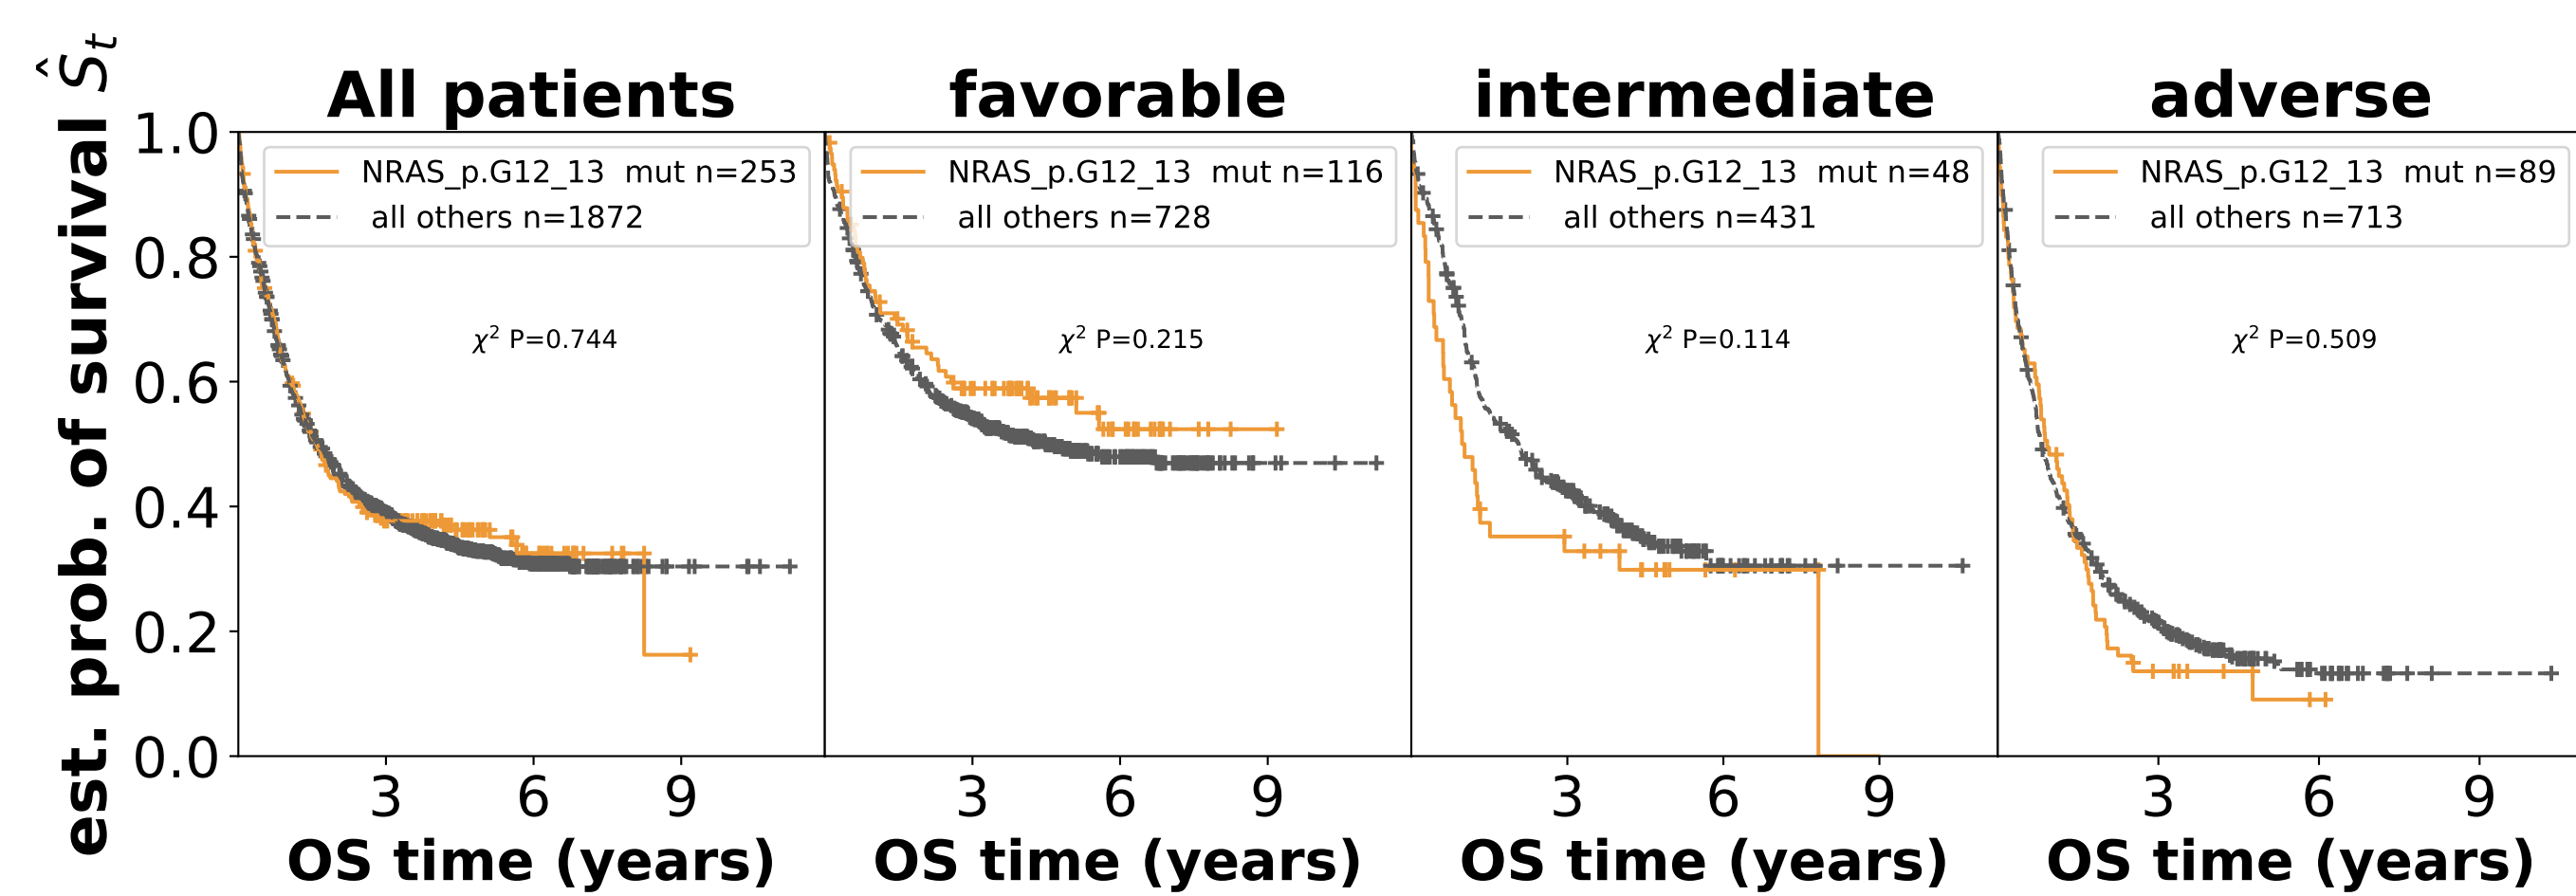 est. prob. of survival Ŝt
All patients
1.0
0.8
0.6
0.4
0.2
0.0
NRAS_p.G12_13 mut n=253
all others n=1872
χ² P=0.744
3 6 9
OS time (years)
favorable
NRAS_p.G12_13 mut n=116
all others n=728
χ² P=0.215
3 6 9
OS time (years)
intermediate
NRAS_p.G12_13 mut n=48
all others n=431
χ² P=0.114
3 6 9
OS time (years)
adverse
NRAS_p.G12_13 mut n=89
all others n=713
χ² P=0.509
3 6 9
OS time (years)